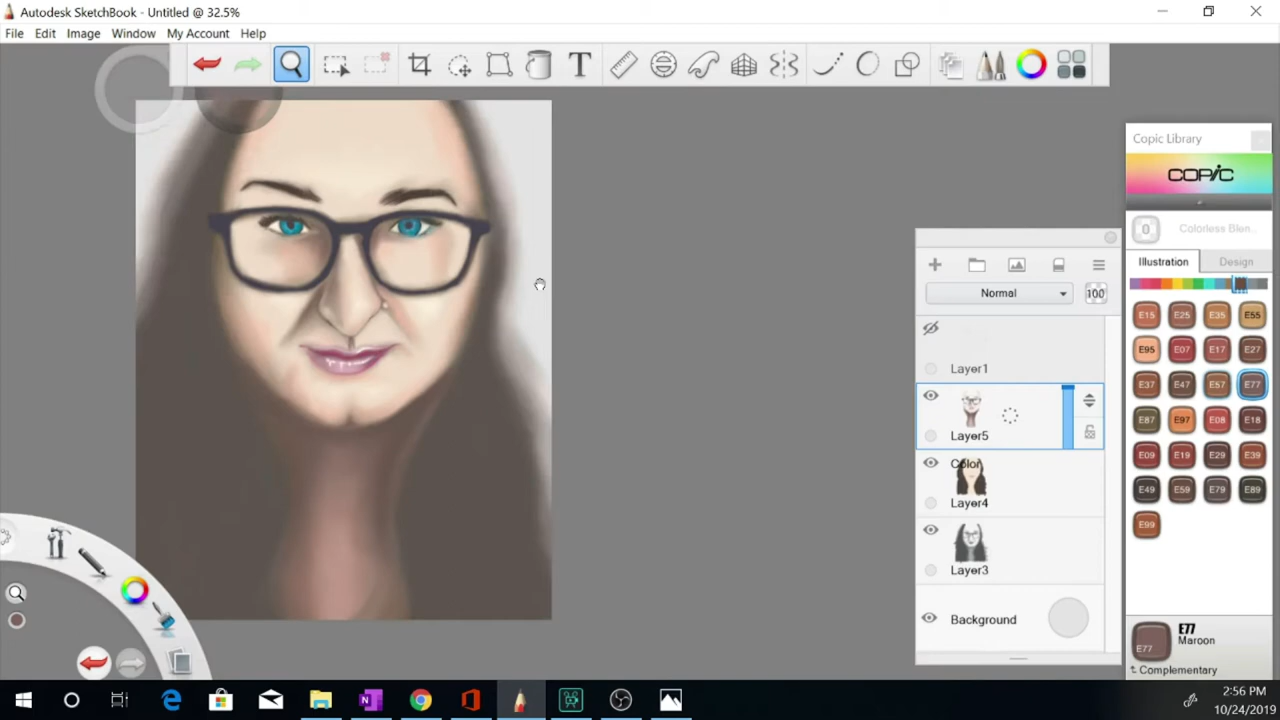 Autodesk SketchBook - Untitled @ 32.5%
File Edit Image Window My Account Help
T
Copic Library
COPIC
0 Colorless Blen...
Illustration Design
Normal 100
E15 E25 E35 E55
E95 E07 E17 E27
E37 E47 E57 E77
E87 E97 E08 E18
E09 E19 E29 E39
E49 E59 E79 E89
E99
Layer1
Layer5
Color
Layer4
Layer3
Background
E77
E77
Maroon
Complementary
2:56 PM
10/24/2019